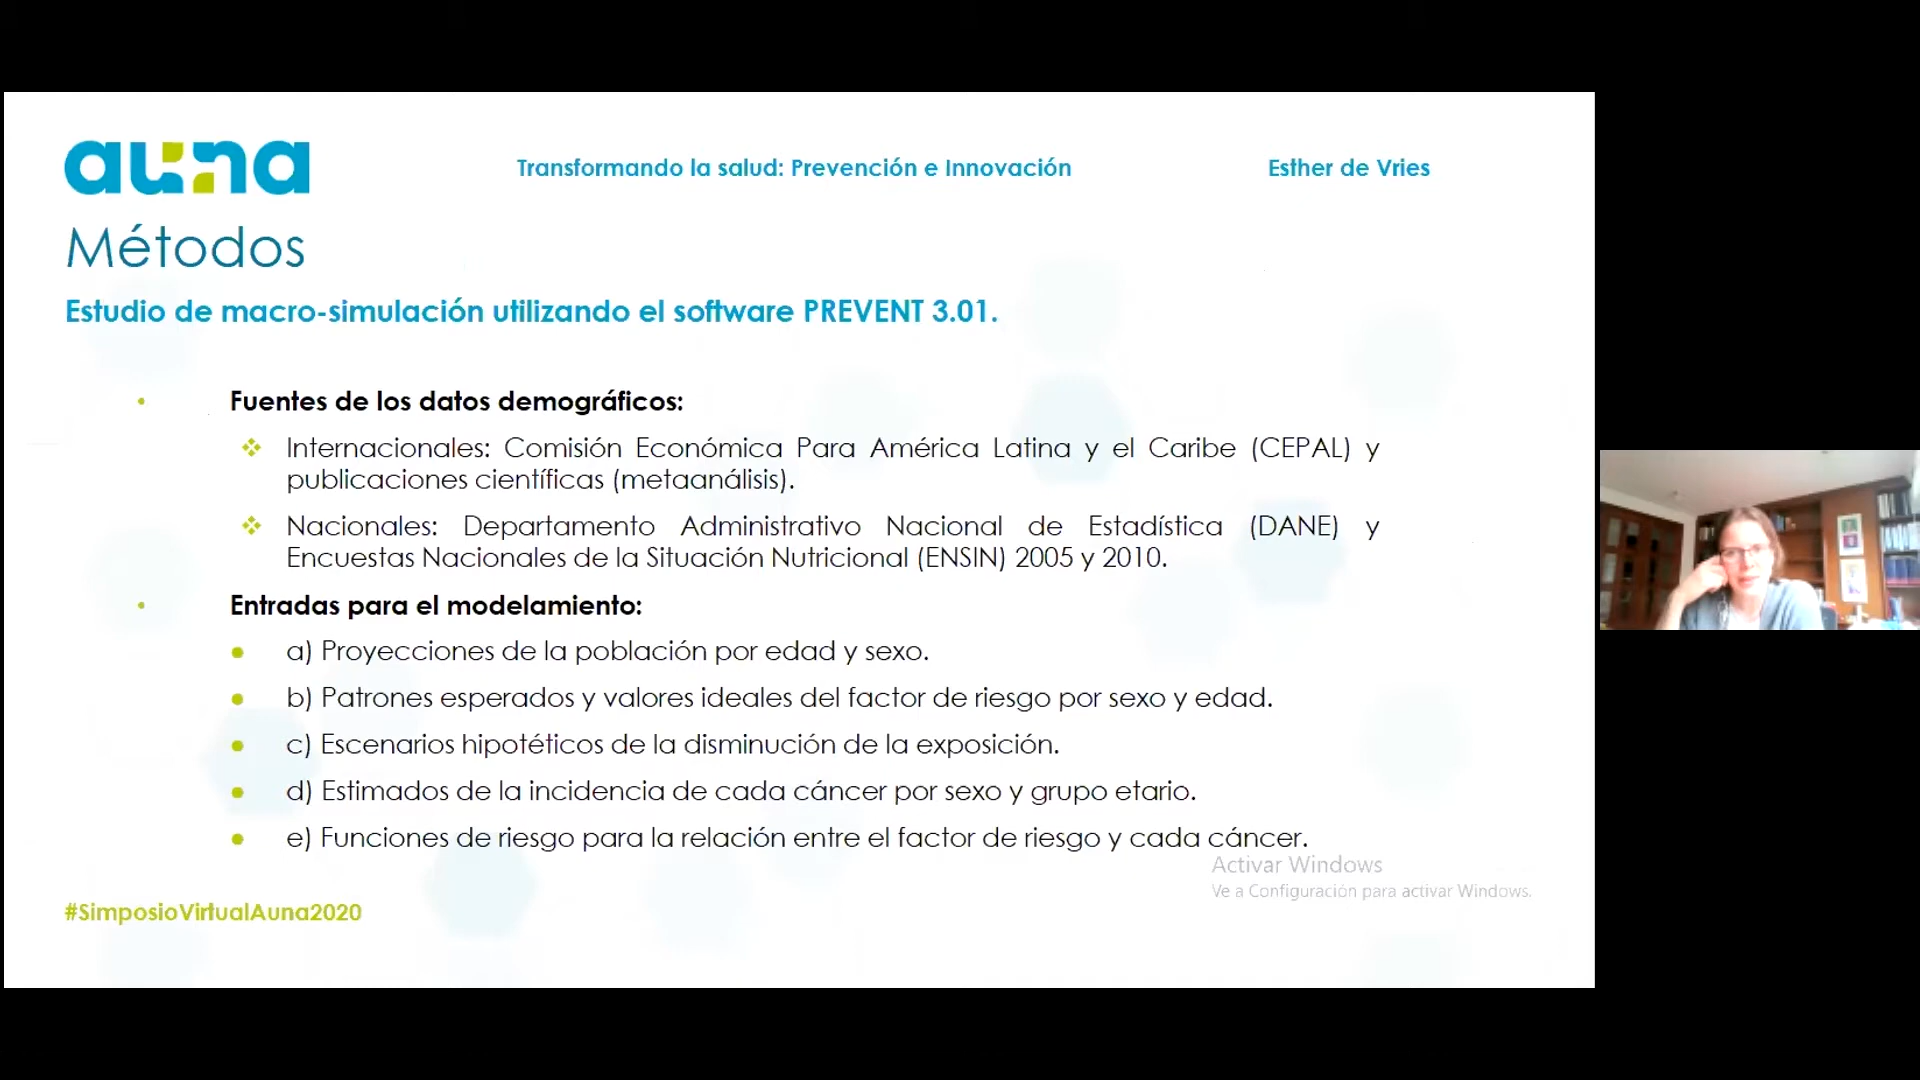 auna
Transformando la salud: Prevención e Innovación
Esther de Vries
Métodos
Estudio de macro-simulación utilizando el software PREVENT 3.01.
Fuentes de los datos demográficos:
Internacionales: Comisión Económica Para América Latina y el Caribe (CEPAL) y
publicaciones científicas (metaanálisis).
Nacionales: Departamento Administrativo Nacional de Estadística (DANE) y
Encuestas Nacionales de la Situación Nutricional (ENSIN) 2005 y 2010.
Entradas para el modelamiento:
a) Proyecciones de la población por edad y sexo.
b) Patrones esperados y valores ideales del factor de riesgo por sexo y edad.
c) Escenarios hipotéticos de la disminución de la exposición.
d) Estimados de la incidencia de cada cáncer por sexo y grupo etario.
e) Funciones de riesgo para la relación entre el factor de riesgo y cada cáncer.
Activar Windows
Ve a Configuración para activar Windows.
#SimposioVirtualAuna2020